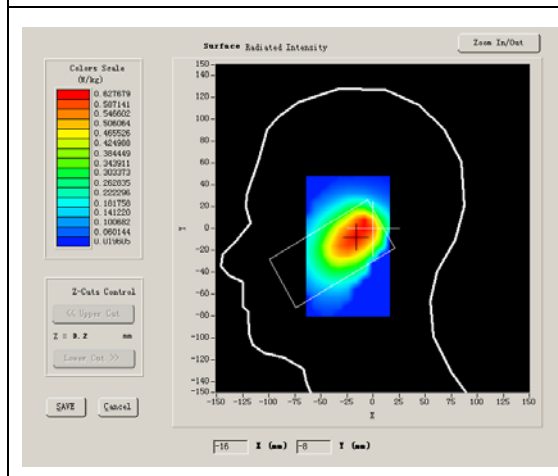 Surface Radiated Intensity
Zoom In/Out
Colors Scale
(W/kg)
0.627679
0.587141
0.546602
0.506064
0.465526
0.424988
0.384449
0.343911
0.303373
0.262835
0.222296
0.181758
0.141220
0.100682
0.060144
0.019605
150
140
120
100
80
60
40
20
0
-20
-40
-60
-80
-100
-120
-140
-150
Y
-150 -125 -100 -75 -50 -25 0 25 50 75 100 125 150
X
Z-Cuts Control
<< Upper Cut
Z = 0.2 mm
Lower Cut >>
SAVE
Cancel
-16 X (mm) -8 Y (mm)